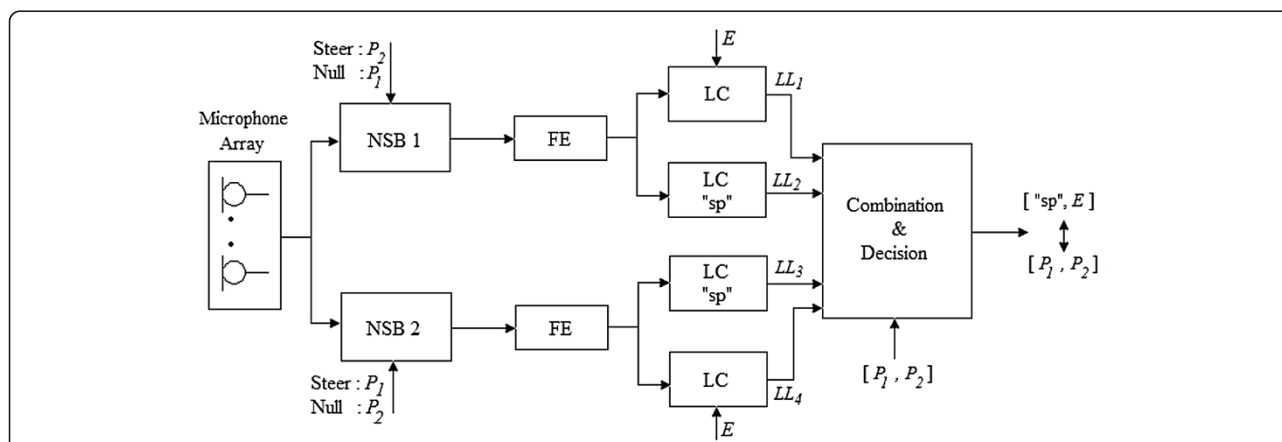 Steer : P2
Null : P1
Microphone
Array
NSB 1
FE
E
LC
LL1
LC
"sp"
LL2
LC
"sp"
LL3
NSB 2
FE
LC
LL4
E
Steer : P1
Null : P2
Combination
&
Decision
[ P1 , P2 ]
[ "sp", E ]
[ P1 , P2 ]